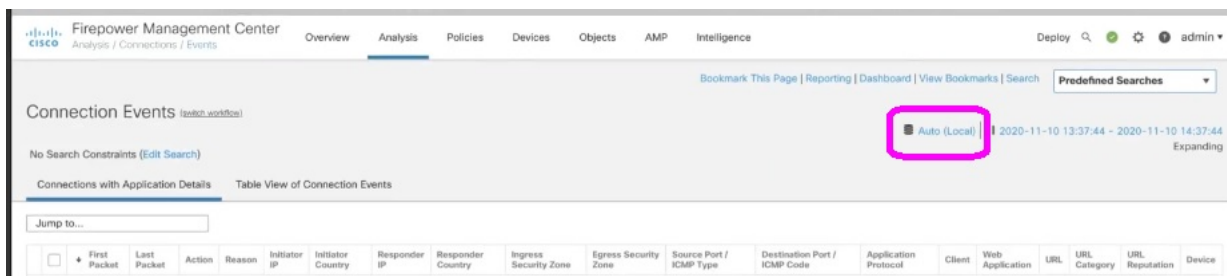 Firepower Management Center
CISCO Analysis / Connections / Events
Overview Analysis Policies Devices Objects AMP Intelligence Deploy admin
Bookmark This Page | Reporting | Dashboard | View Bookmarks | Search Predefined Searches
Connection Events (switch workflow)
Auto (Local) 2020-11-10 13:37:44 - 2020-11-10 14:37:44
Expanding
No Search Constraints (Edit Search)
Connections with Application Details Table View of Connection Events
Jump to...
First Packet Last Packet Action Reason Initiator IP Initiator Country Responder IP Responder Country Ingress Security Zone Egress Security Zone Source Port / ICMP Type Destination Port / ICMP Code Application Protocol Client Web Application URL URL Category URL Reputation Device